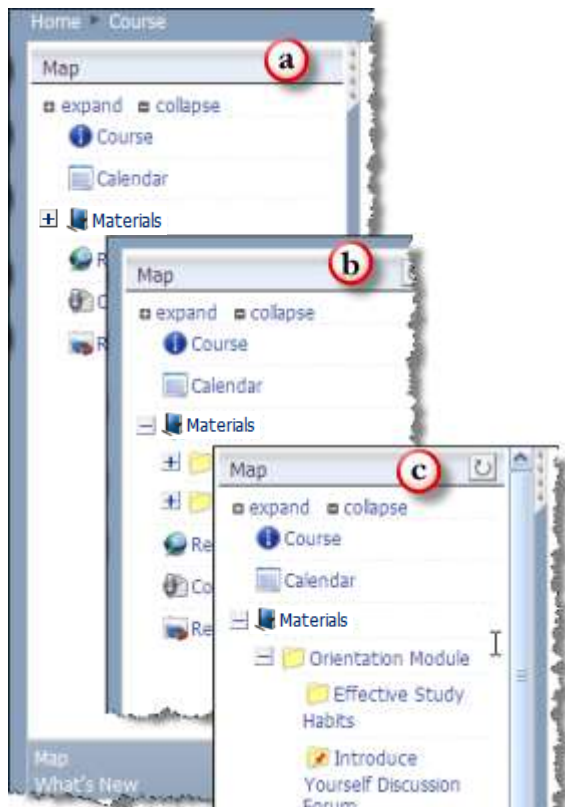 Home Course
Map
a
expand collapse
Course
Calendar
Materials
Map
b
expand collapse
Course
Calendar
Materials
Map
c
expand collapse
Course
Calendar
Materials
Orientation Module
Effective Study
Habits
Introduce
Yourself Discussion
Forum
Map
What's New